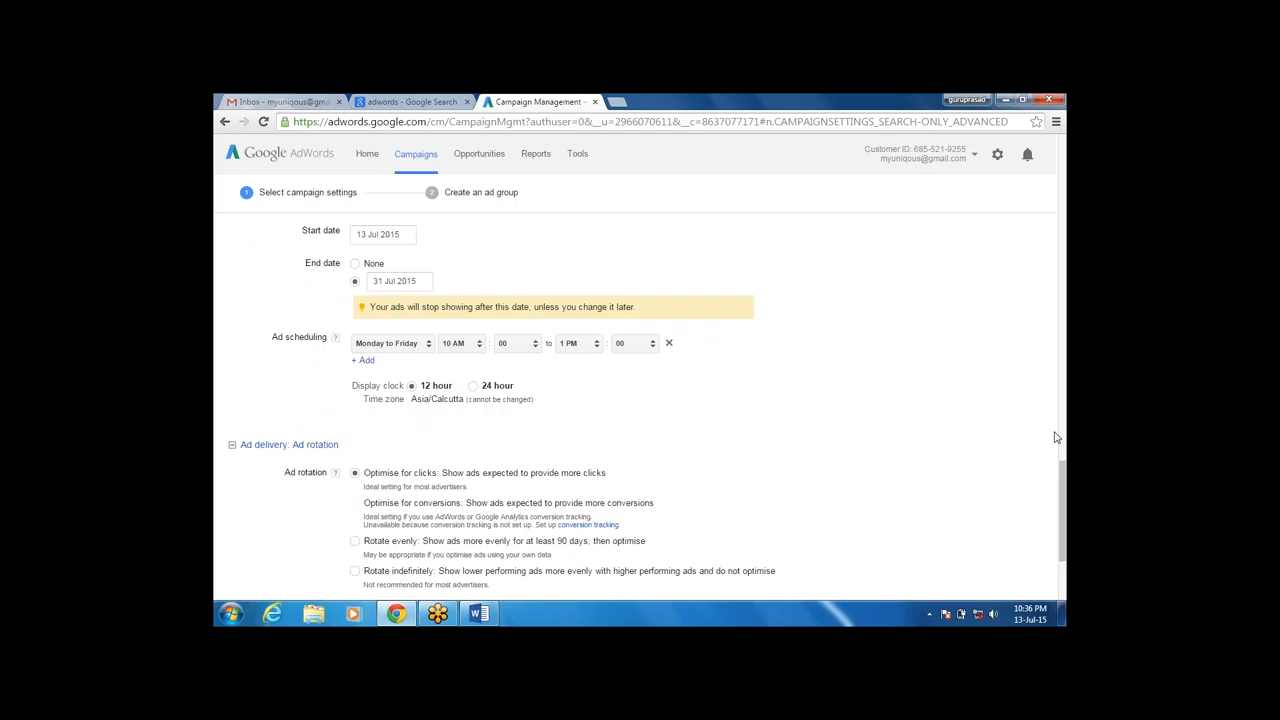 Inbox - myuniqous@gma
adwords - Google Search
Campaign Management -
guruprasad
https://adwords.google.com/cm/CampaignMgmt?authuser=0&__u=2966070611&__c=8637077171#n.CAMPAIGNSETTINGS_SEARCH-ONLY_ADVANCED
Google AdWords
Home
Campaigns
Opportunities
Reports
Tools
Customer ID: 685-521-9255
myuniqous@gmail.com
1 Select campaign settings
2 Create an ad group
Start date
13 Jul 2015
End date
None
31 Jul 2015
Your ads will stop showing after this date, unless you change it later.
Ad scheduling ?
Monday to Friday 10 AM : 00 to 1 PM : 00
+ Add
Display clock 12 hour 24 hour
Time zone Asia/Calcutta (cannot be changed)
Ad delivery: Ad rotation
Ad rotation ?
Optimise for clicks: Show ads expected to provide more clicks
Ideal setting for most advertisers.
Optimise for conversions: Show ads expected to provide more conversions
Ideal setting if you use AdWords or Google Analytics conversion tracking.
Unavailable because conversion tracking is not set up. Set up conversion tracking
Rotate evenly: Show ads more evenly for at least 90 days, then optimise
May be appropriate if you optimise ads using your own data
Rotate indefinitely: Show lower performing ads more evenly with higher performing ads and do not optimise
Not recommended for most advertisers.
10:36 PM
13-Jul-15